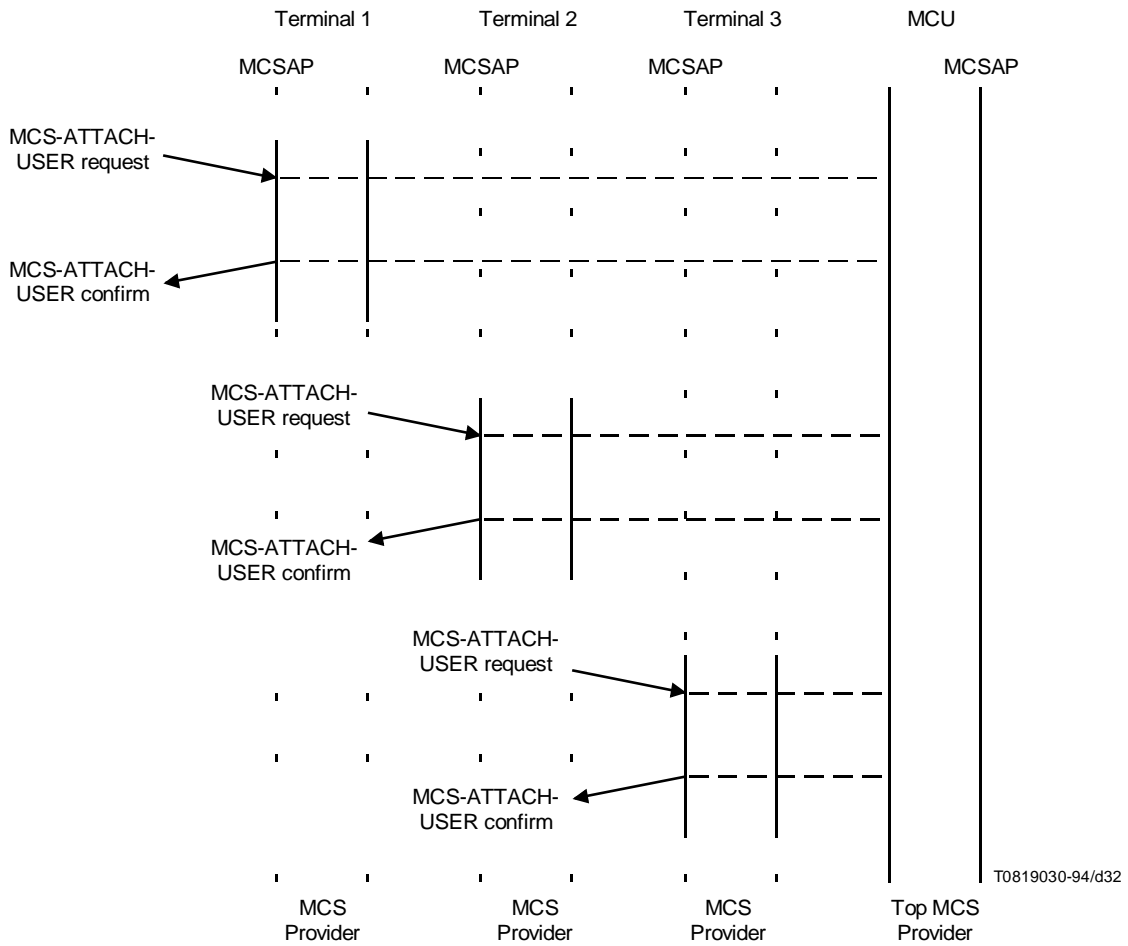 Terminal 1 Terminal 2 Terminal 3 MCU
MCSAP MCSAP MCSAP MCSAP
MCS-ATTACH-
USER request
MCS-ATTACH-
USER confirm
MCS-ATTACH-
USER request
MCS-ATTACH-
USER confirm
MCS-ATTACH-
USER request
MCS-ATTACH-
USER confirm
T0819030-94/d32
MCS MCS MCS Top MCS
Provider Provider Provider Provider